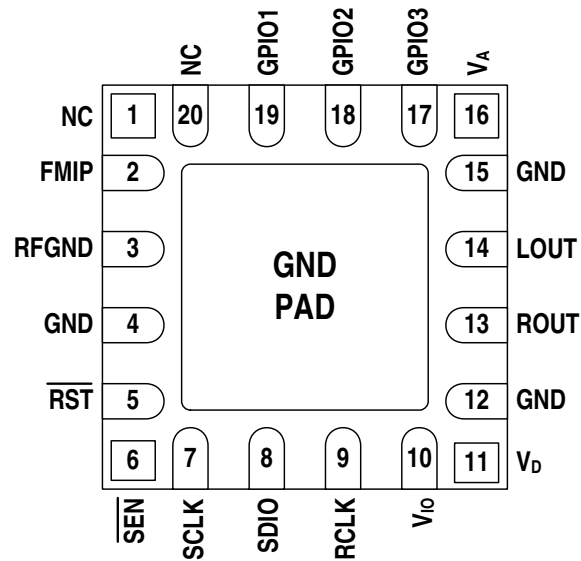 NC
GPIO1
GPIO2
GPIO3
VA
NC
1
20
19
18
17
16
FMIP
2
15
GND
RFGND
3
14
LOUT
GND
PAD
GND
4
13
ROUT
RST
5
12
GND
6
7
8
9
10
11
VD
SEN
SCLK
SDIO
RCLK
VIO